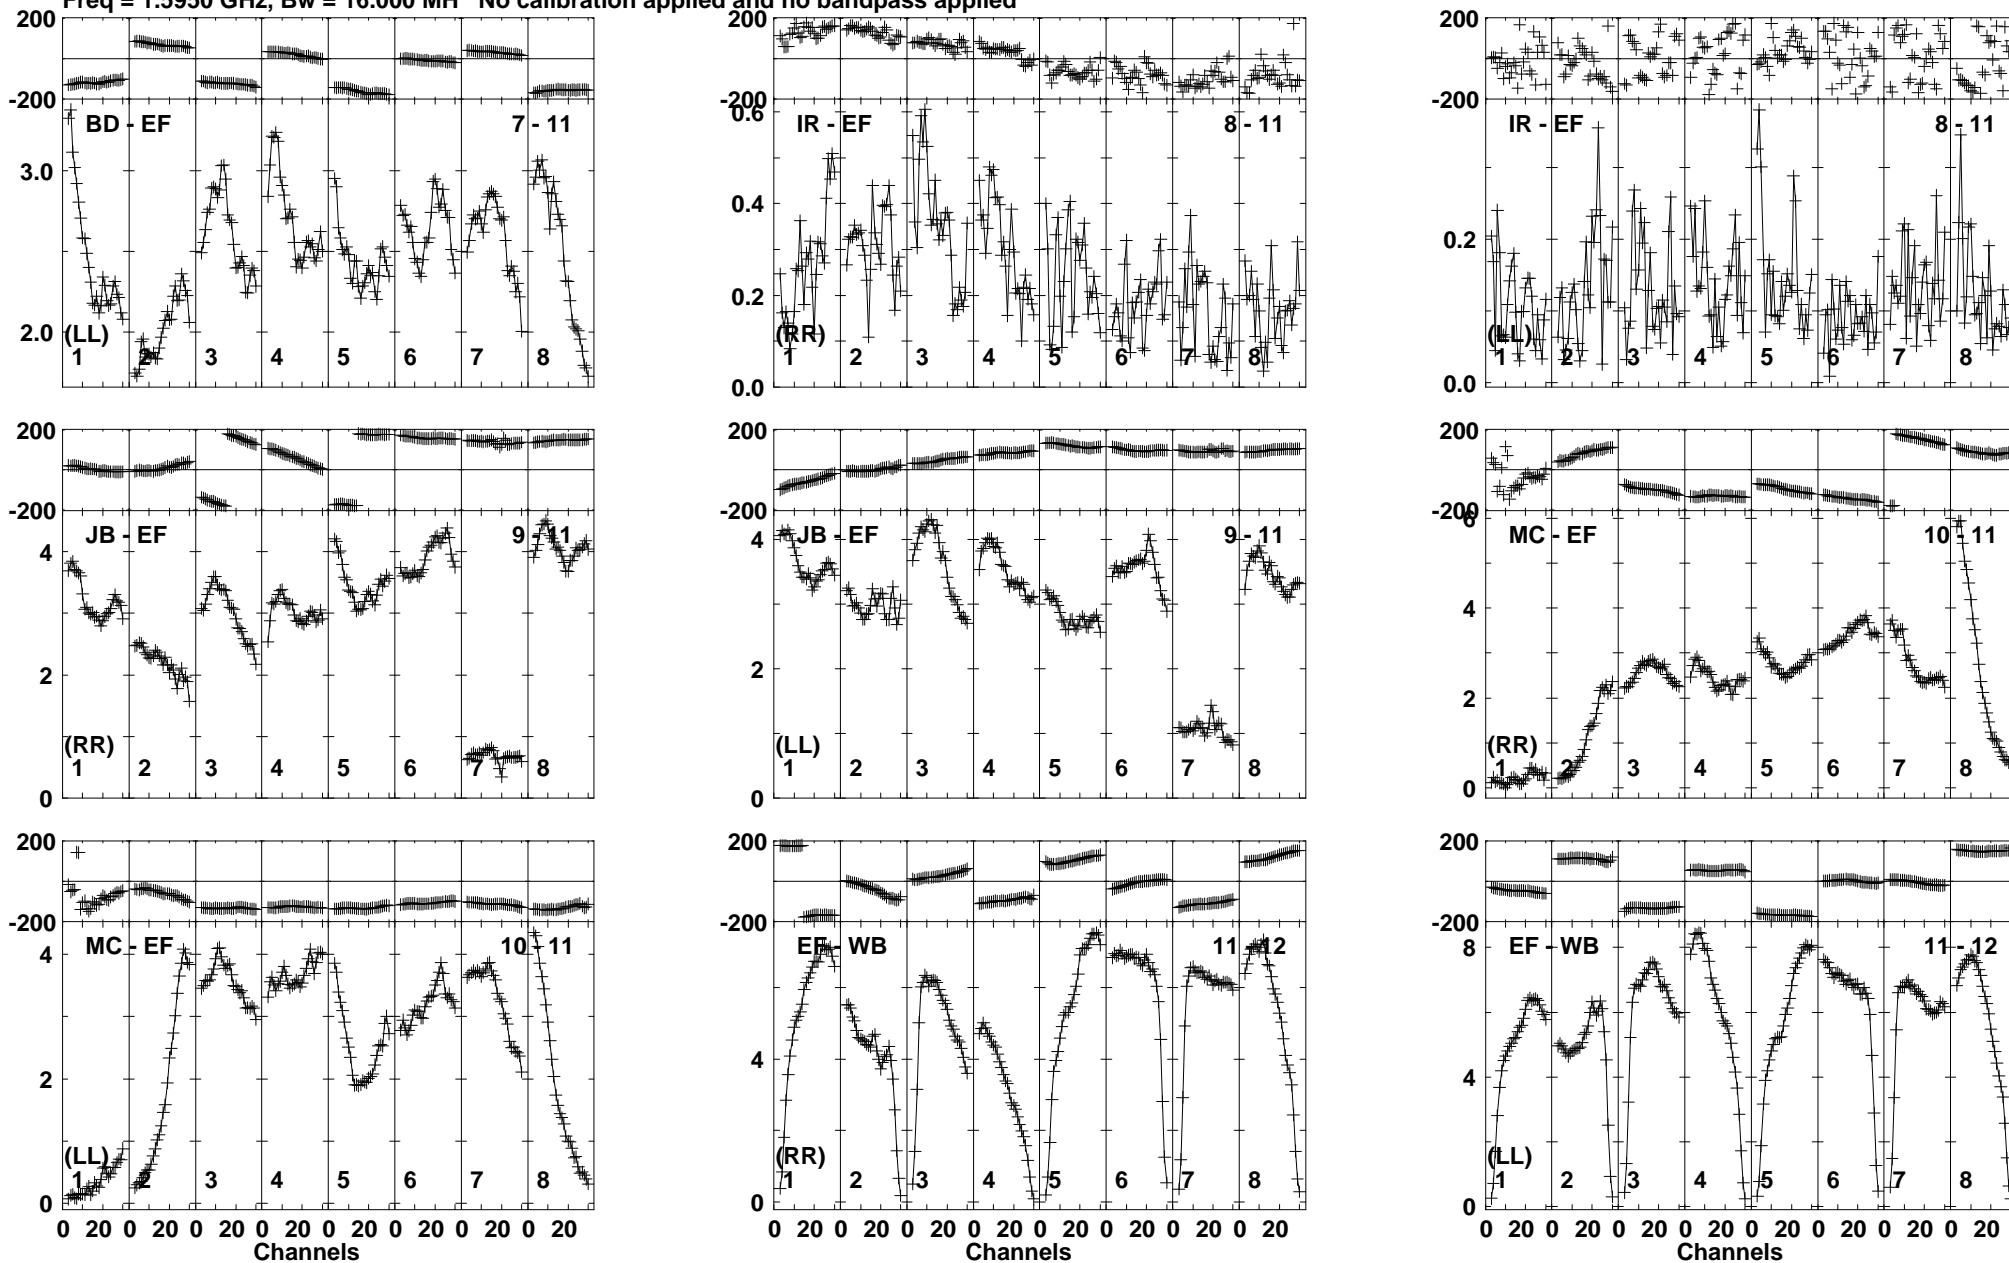 Freq = 1.5950 GHz, Bw = 16.000 MH No calibration applied and no bandpass applied
200
-200
BD - EF 7 - 11
3.0
2.0
(LL)
1 2 3 4 5 6 7 8
200
-200
0.6
IR - EF 8 - 11
0.4
0.2
(RR)
1 2 3 4 5 6 7 8
0.0
200
-200
IR - EF 8 - 11
0.2
(LL)
1 2 3 4 5 6 7 8
0.0
200
-200
JB - EF 9 - 11
4
2
(RR)
1 2 3 4 5 6 7 8
0
200
-200
JB - EF 9 - 11
4
2
(LL)
1 2 3 4 5 6 7 8
0
200
-200
6
MC - EF 10 - 11
4
2
(RR)
1 2 3 4 5 6 7 8
0
200
-200
MC - EF 10 - 11
4
2
(LL)
1 2 3 4 5 6 7 8
0
0 20 0 20 0 20 0 20 0 20 0 20 0 20 0 20
Channels
200
-200
EF - WB 11 - 12
4
(RR)
1 2 3 4 5 6 7 8
0
0 20 0 20 0 20 0 20 0 20 0 20 0 20 0 20
Channels
200
-200
EF - WB 11 - 12
8
4
(LL)
1 2 3 4 5 6 7 8
0
0 20 0 20 0 20 0 20 0 20 0 20 0 20 0 20
Channels